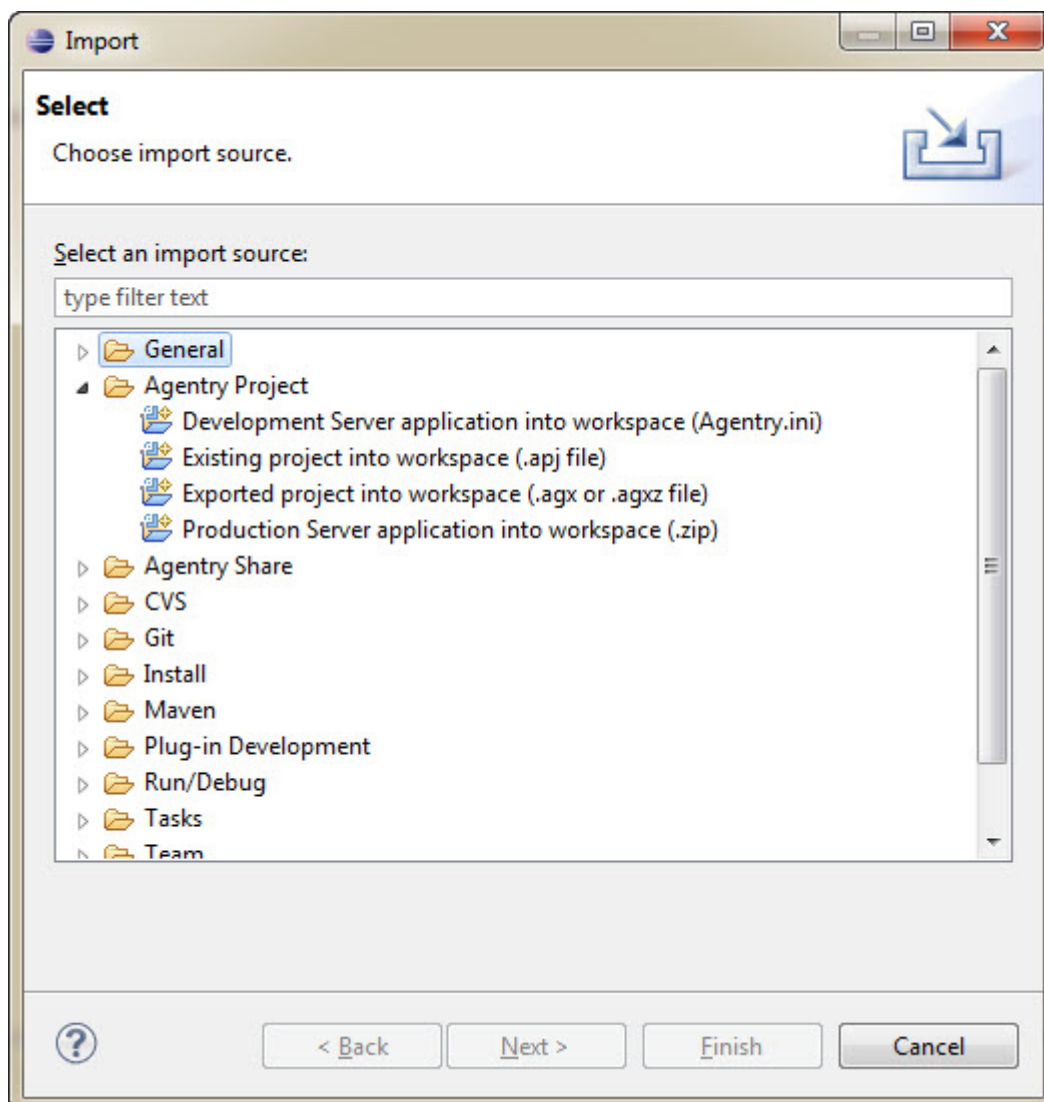 Import
Select
Choose import source.
Select an import source:
type filter text
General
Agentry Project
Development Server application into workspace (Agentry.ini)
Existing project into workspace (.apj file)
Exported project into workspace (.agx or .agxz file)
Production Server application into workspace (.zip)
Agentry Share
CVS
Git
Install
Maven
Plug-in Development
Run/Debug
Tasks
Team
< Back Next > Finish Cancel